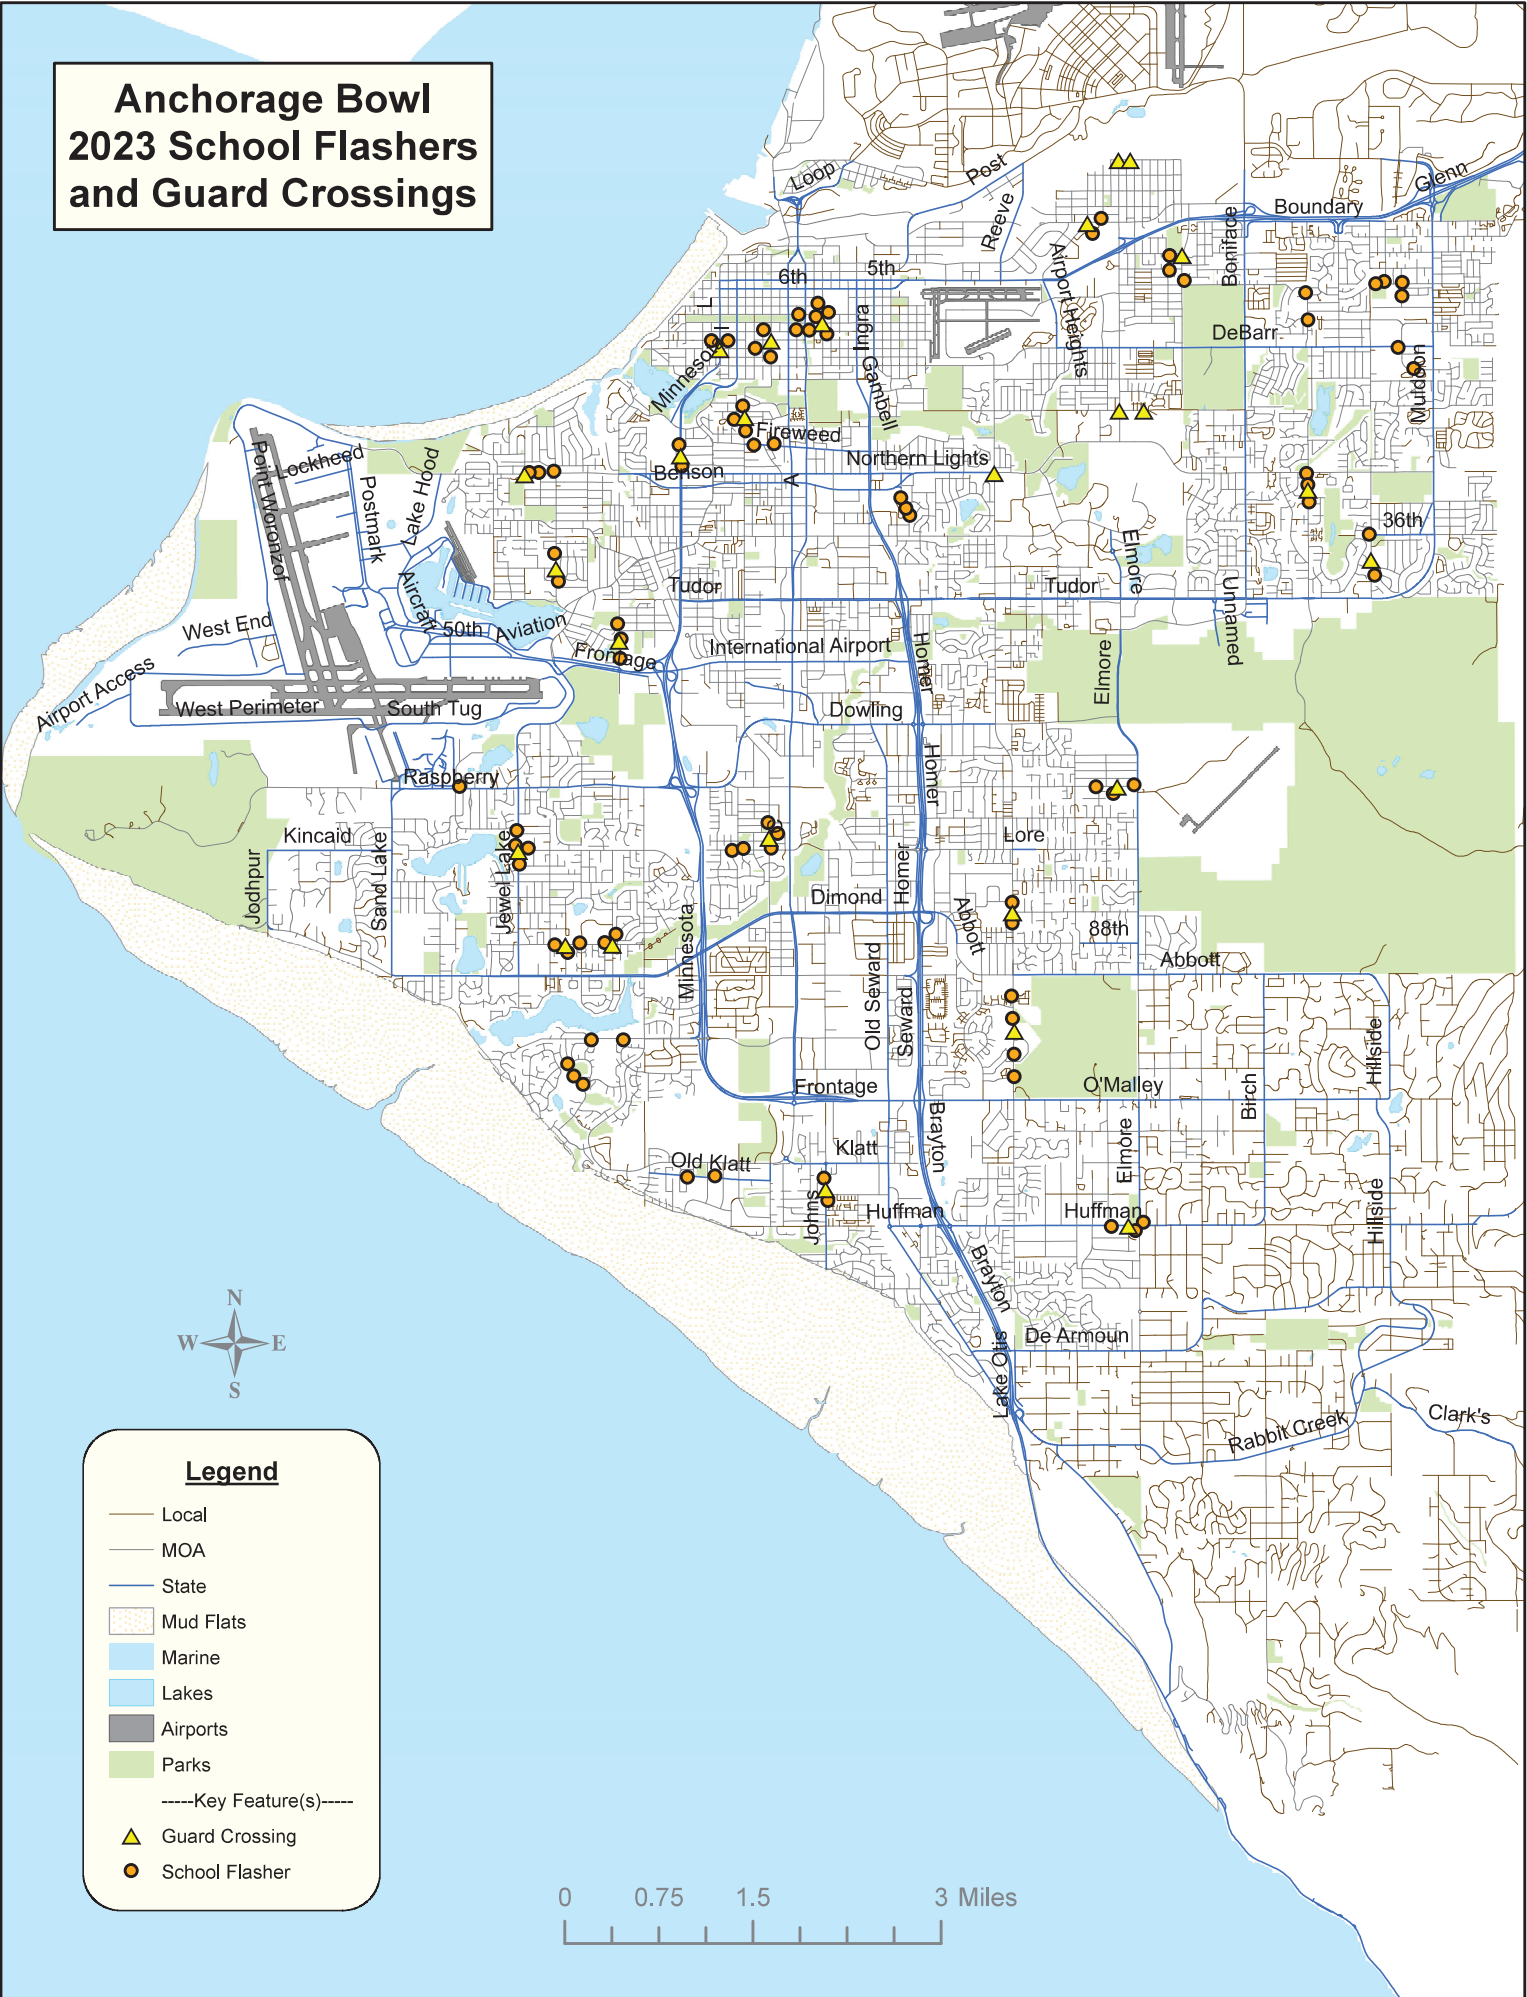 Anchorage Bowl
2023 School Flashers
and Guard Crossings
Loop
Post
Reeve
Glenn
Boundary
Boniface
Airport Heights
5th
6th
L
I
Ingra
Gambell
DeBarr
Muldoon
Minnesota
Fireweed
Northern Lights
Benson
A
Lockheed
Point Woronzof
Postmark
Lake Hood
Aircraft
36th
Elmore
Tudor
Tudor
Unnamed
West End
50th
Aviation
Frontage
International Airport
Homer
Elmore
Airport Access
West Perimeter
South Tug
Dowling
Homer
Raspberry
Kincaid
Lore
Jodhpur
Sand Lake
Jewel Lake
Homer
Dimond
Abbott
88th
Abbott
Minnesota
Old Seward
Seward
Hillside
Frontage
O'Malley
Birch
Brayton
Elmore
Klatt
Old Klatt
Johns
Huffman
Huffman
Hillside
Brayton
N
W
E
S
De Armoun
Lake Otis
Rabbit Creek
Clark's
Legend
Local
MOA
State
Mud Flats
Marine
Lakes
Airports
Parks
-----Key Feature(s)-----
Guard Crossing
School Flasher
0 0.75 1.5 3 Miles